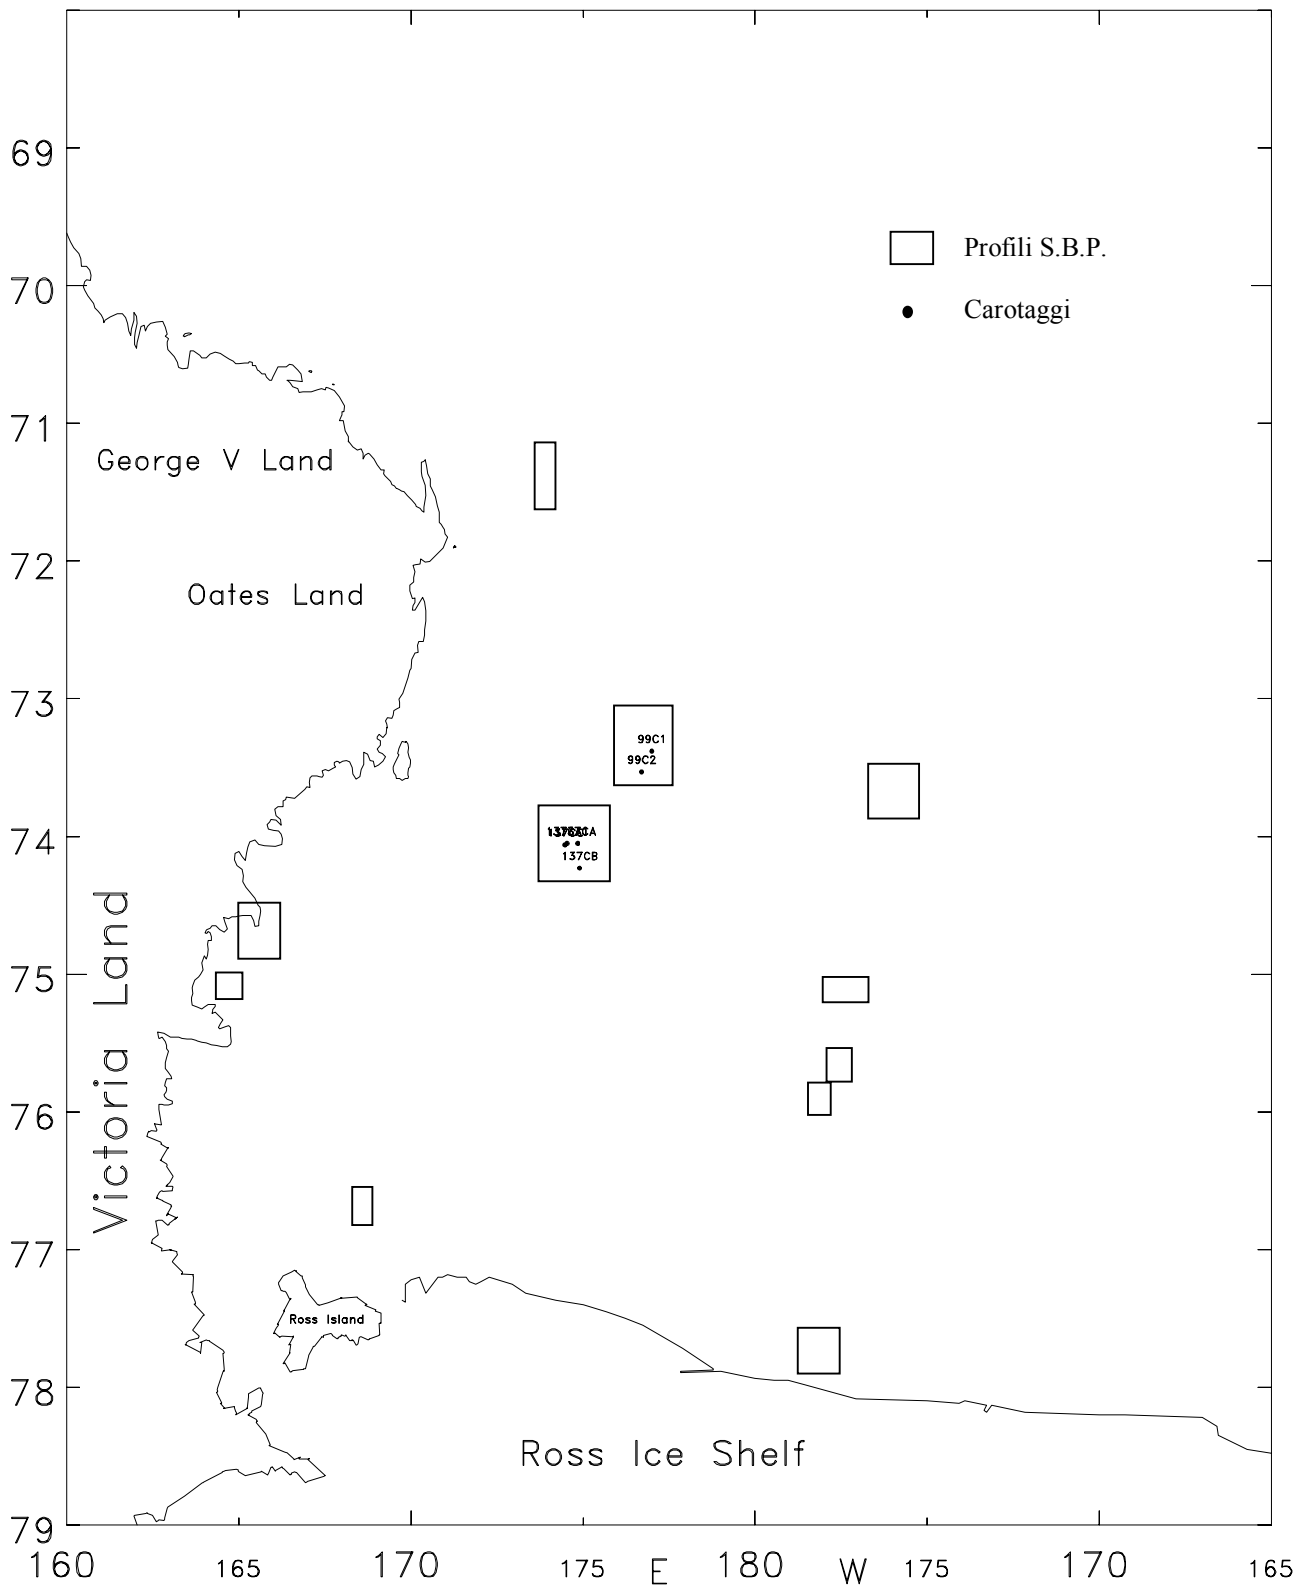 69
Profili S.B.P.
70
Carotaggi
71
George V Land
72
Oates Land
73
99C1
99C2
74
137CB
Victoria Land
75
76
77
Ross Island
78
Ross Ice Shelf
79
160 165 170 175 E 180 W 175 170 165